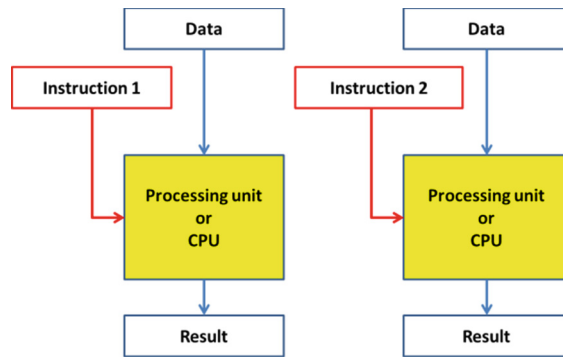 Data
Instruction 1
Processing unit
or
CPU
Result
Data
Instruction 2
Processing unit
or
CPU
Result